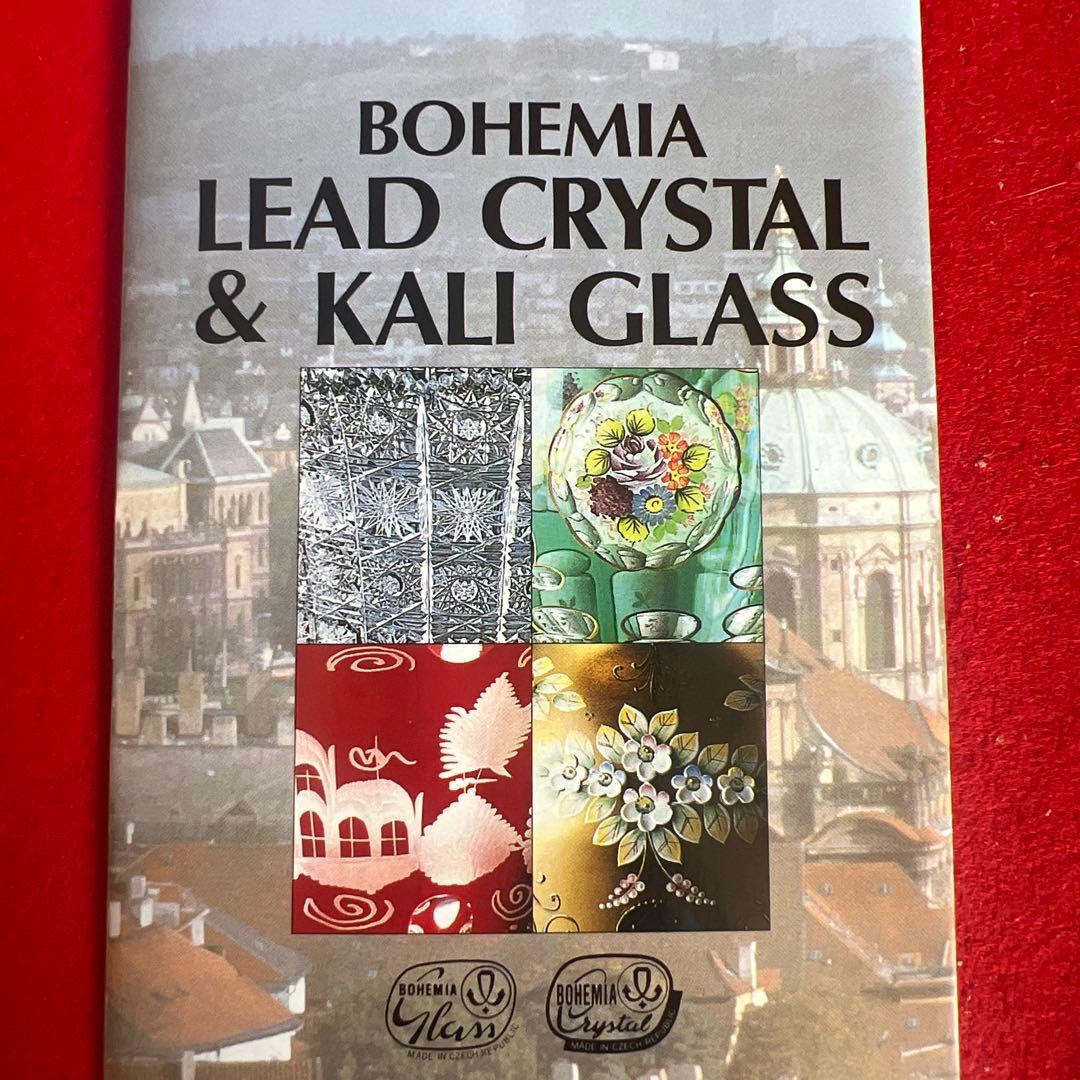 BOHEMIA
LEAD CRYSTAL
& KALI GLASS
BOHEMIA
Glass
MADE IN CZECH REPUBLIC
BOHEMIA
Crystal
MADE IN CZECH REPUBLIC